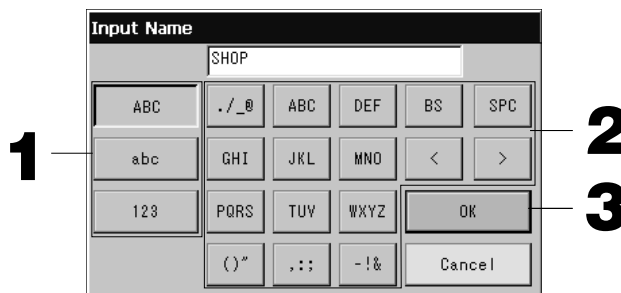 Input Name
SHOP
ABC ./_@ ABC DEF BS SPC
abc GHI JKL MNO < >
123 PQRS TUV WXYZ OK
()" ,:; -!& Cancel
1
2
3